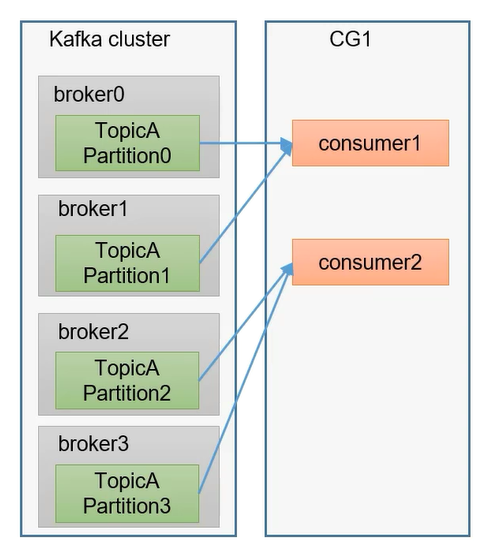 Kafka cluster
broker0
TopicA
Partition0
broker1
TopicA
Partition1
broker2
TopicA
Partition2
broker3
TopicA
Partition3
CG1
consumer1
consumer2